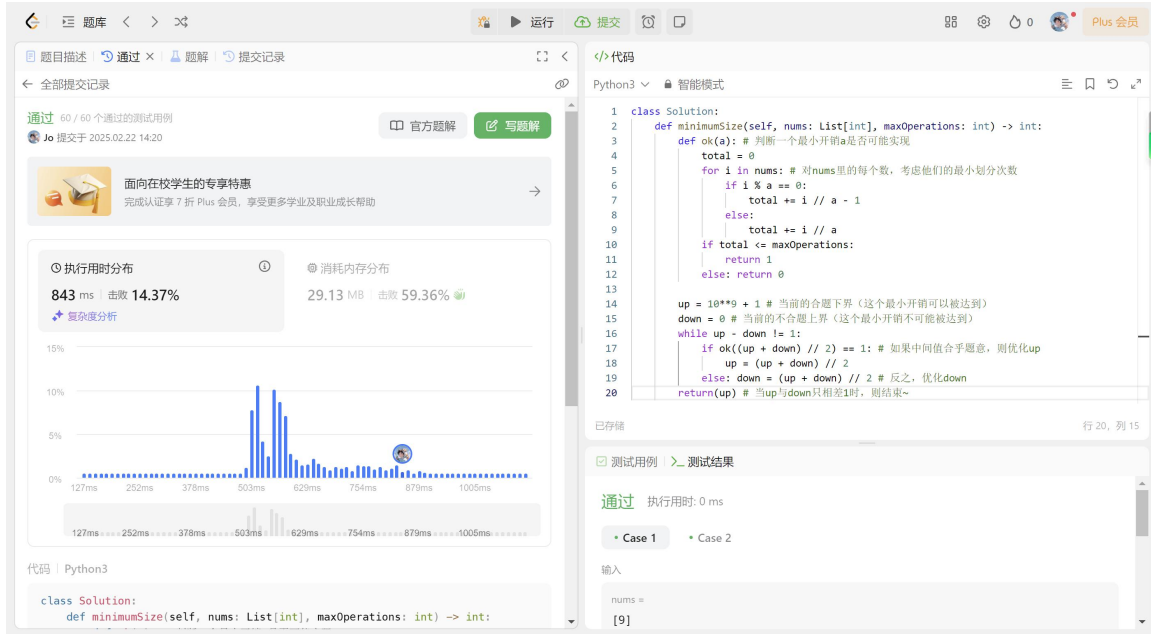 题库 运行 提交 0 Plus 会员
题目描述 通过 题解 提交记录
全部提交记录
通过 60 / 60 个通过的测试用例
Jo 提交于 2025.02.22 14:20
官方题解 写题解
面向在校学生的专享特惠
完成认证享 7 折 Plus 会员，享受更多学业及职业成长帮助
执行用时分布
843 ms 击败 14.37%
复杂度分析
消耗内存分布
29.13 MB 击败 59.36%
15%
10%
5%
0%
127ms 252ms 378ms 503ms 629ms 754ms 879ms 1005ms
127ms 252ms 378ms 503ms 629ms 754ms 879ms 1005ms
代码 Python3
class Solution:
def minimumSize(self, nums: List[int], maxOperations: int) -> int:
</>代码
Python3 智能模式
1 class Solution:
2 def minimumSize(self, nums: List[int], maxOperations: int) -> int:
3 def ok(a): # 判断一个最小开销a是否可能实现
4 total = 0
5 for i in nums: # 对nums里的每个数，考虑他们的最小划分次数
6 if i % a == 0:
7 total += i // a - 1
8 else:
9 total += i // a
10 if total <= maxOperations:
11 return 1
12 else: return 0
13
14 up = 10**9 + 1 # 当前的合题下界（这个最小开销可以被达到）
15 down = 0 # 当前的不合题上界（这个最小开销不可能被达到）
16 while up - down != 1:
17 if ok((up + down) // 2) == 1: # 如果中间值合乎题意，则优化up
18 up = (up + down) // 2
19 else: down = (up + down) // 2 # 反之，优化down
20 return(up) # 当up与down只相差1时，则结束~
已存储 行 20, 列 15
测试用例 >_ 测试结果
通过 执行用时: 0 ms
• Case 1 • Case 2
输入
nums =
[9]